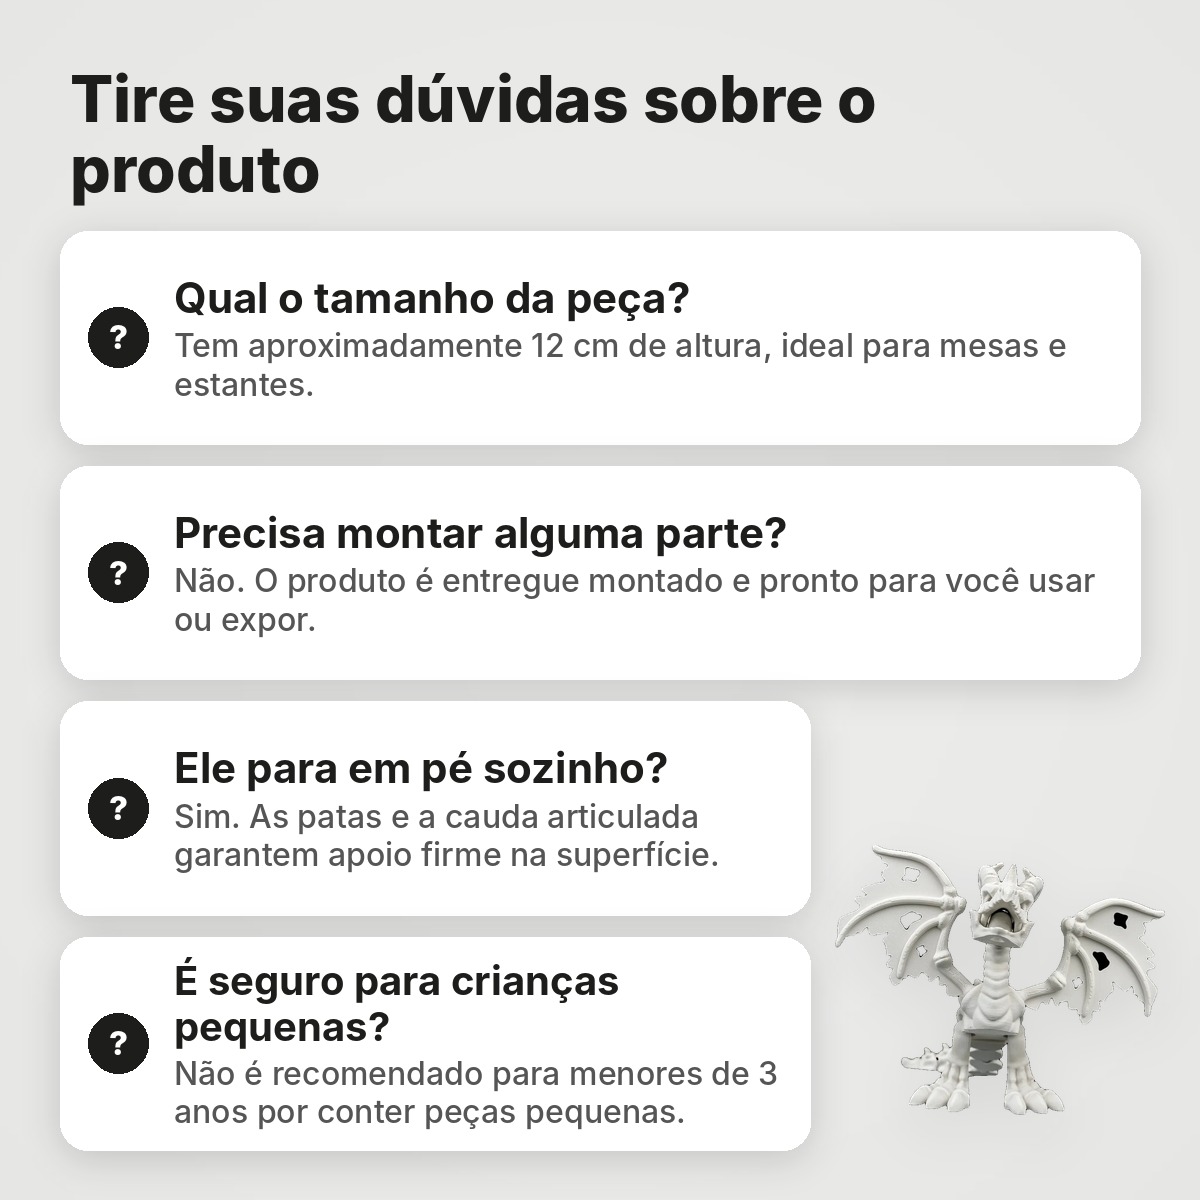 Tire suas dúvidas sobre o
produto
?
Qual o tamanho da peça?
Tem aproximadamente 12 cm de altura, ideal para mesas e
estantes.
?
Precisa montar alguma parte?
Não. O produto é entregue montado e pronto para você usar
ou expor.
?
Ele para em pé sozinho?
Sim. As patas e a cauda articulada
garantem apoio firme na superfície.
?
É seguro para crianças
pequenas?
Não é recomendado para menores de 3
anos por conter peças pequenas.